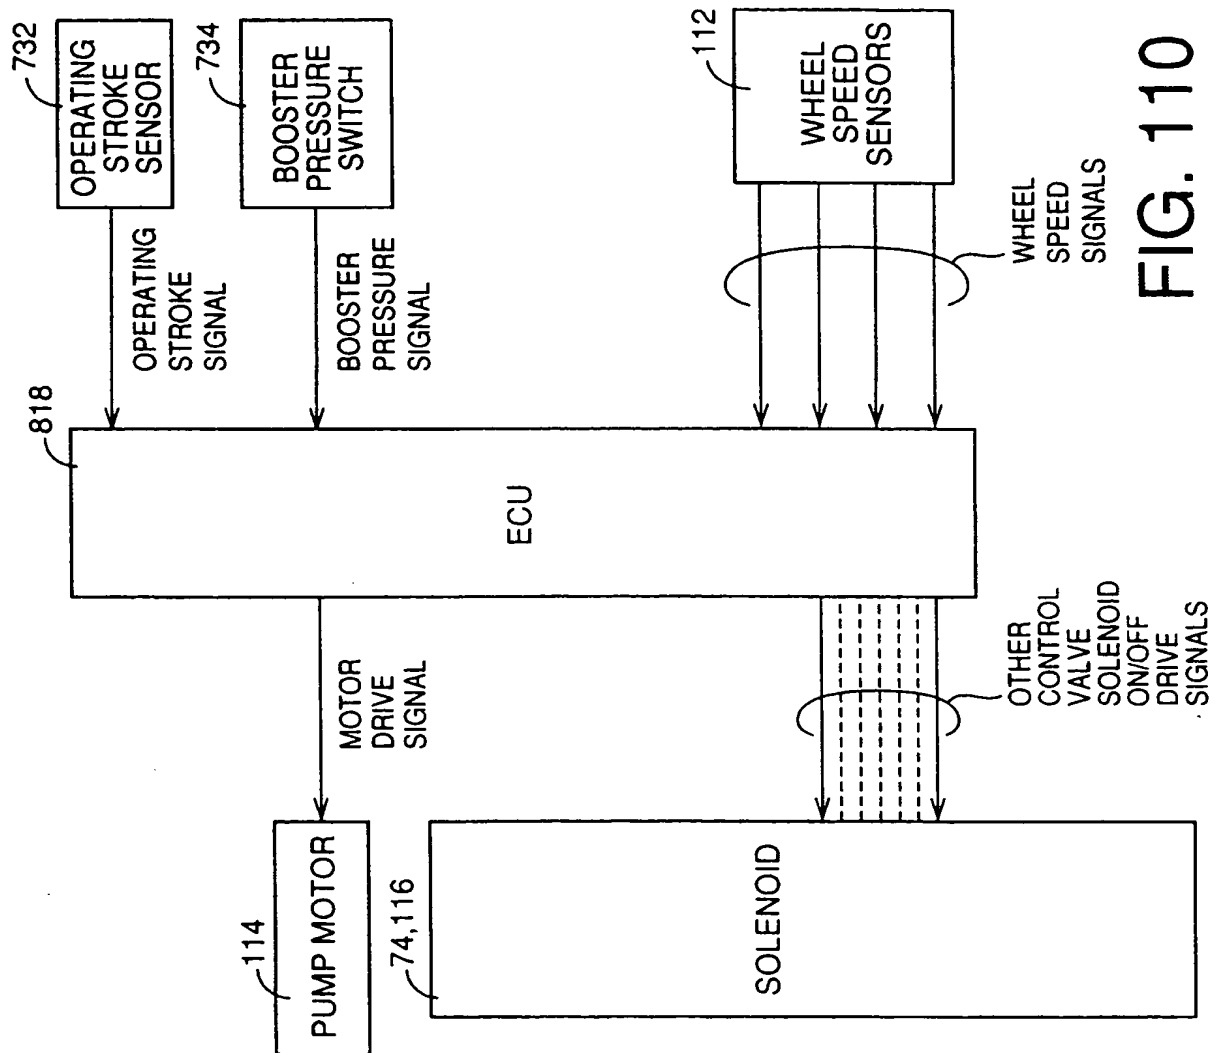 732
OPERATING
STROKE
SENSOR
OPERATING
STROKE
SIGNAL
734
BOOSTER
PRESSURE
SWITCH
BOOSTER
PRESSURE
SIGNAL
112
WHEEL
SPEED
SENSORS
WHEEL
SPEED
SIGNALS
818
ECU
MOTOR
DRIVE
SIGNAL
OTHER
CONTROL
VALVE
SOLENOID
ON/OFF
DRIVE
SIGNALS
114
PUMP MOTOR
74,116
SOLENOID
FIG. 110